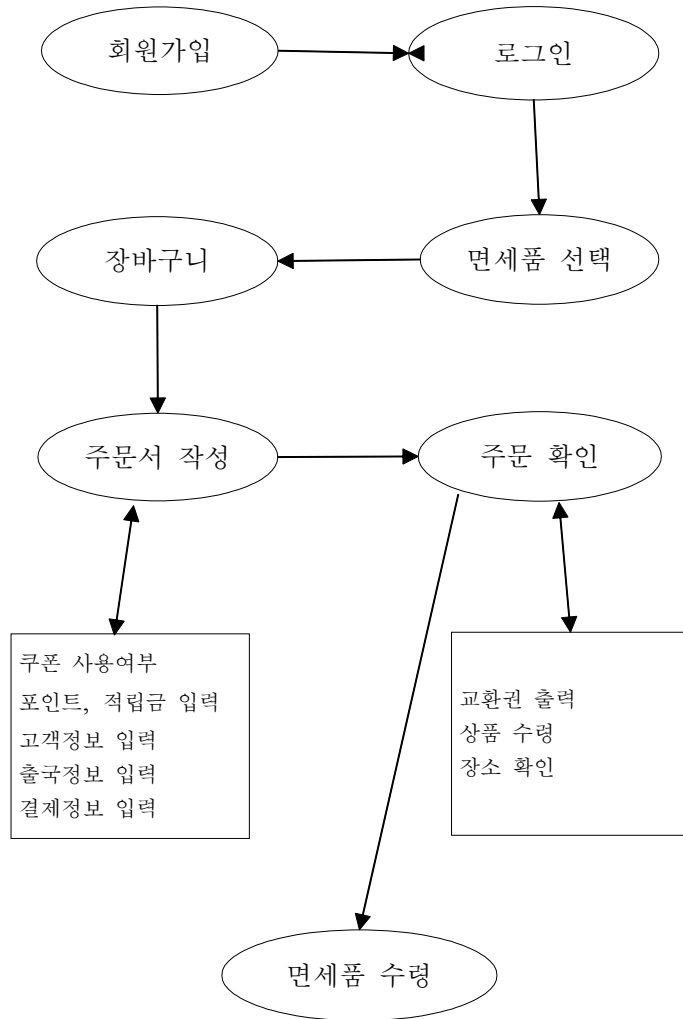 회원가입
로그인
장바구니
면세품 선택
주문서 작성
주문 확인
쿠폰 사용여부
포인트, 적립금 입력
고객정보 입력
출국정보 입력
결제정보 입력
교환권 출력
상품 수령
장소 확인
면세품 수령